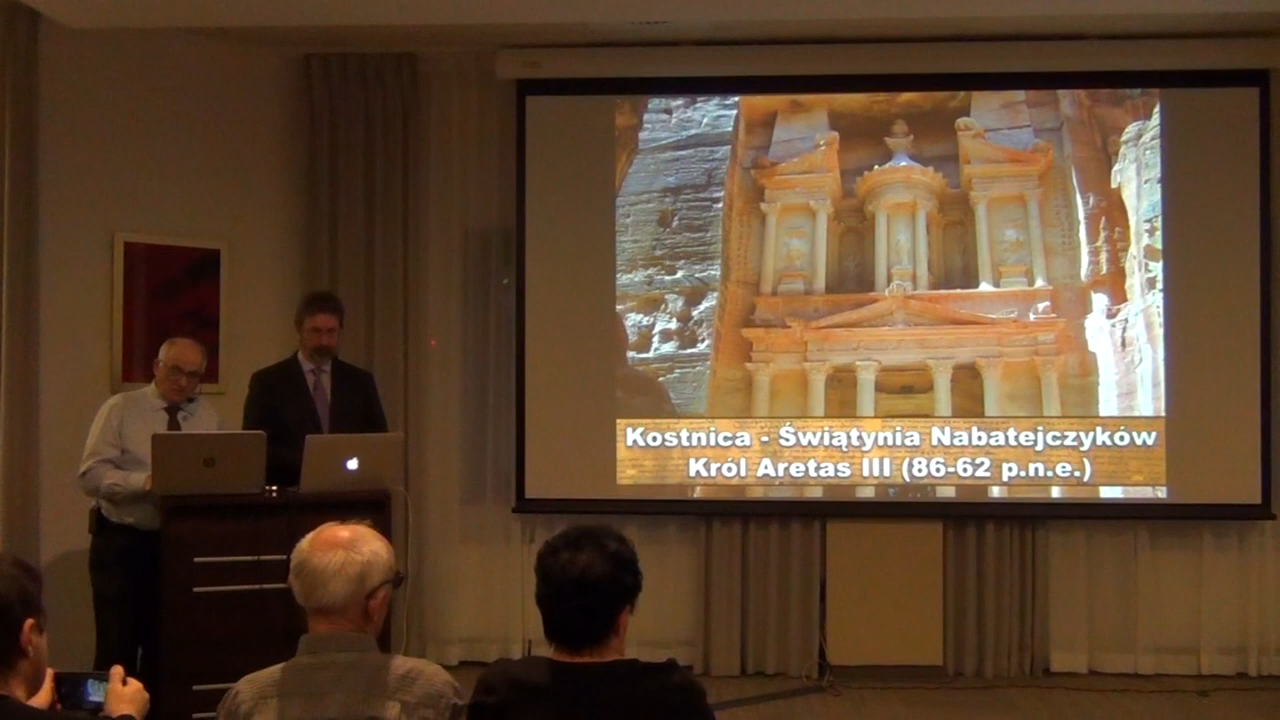 Kostnica - Świątynia Nabatejczyków
Król Aretas III (86-62 p.n.e.)